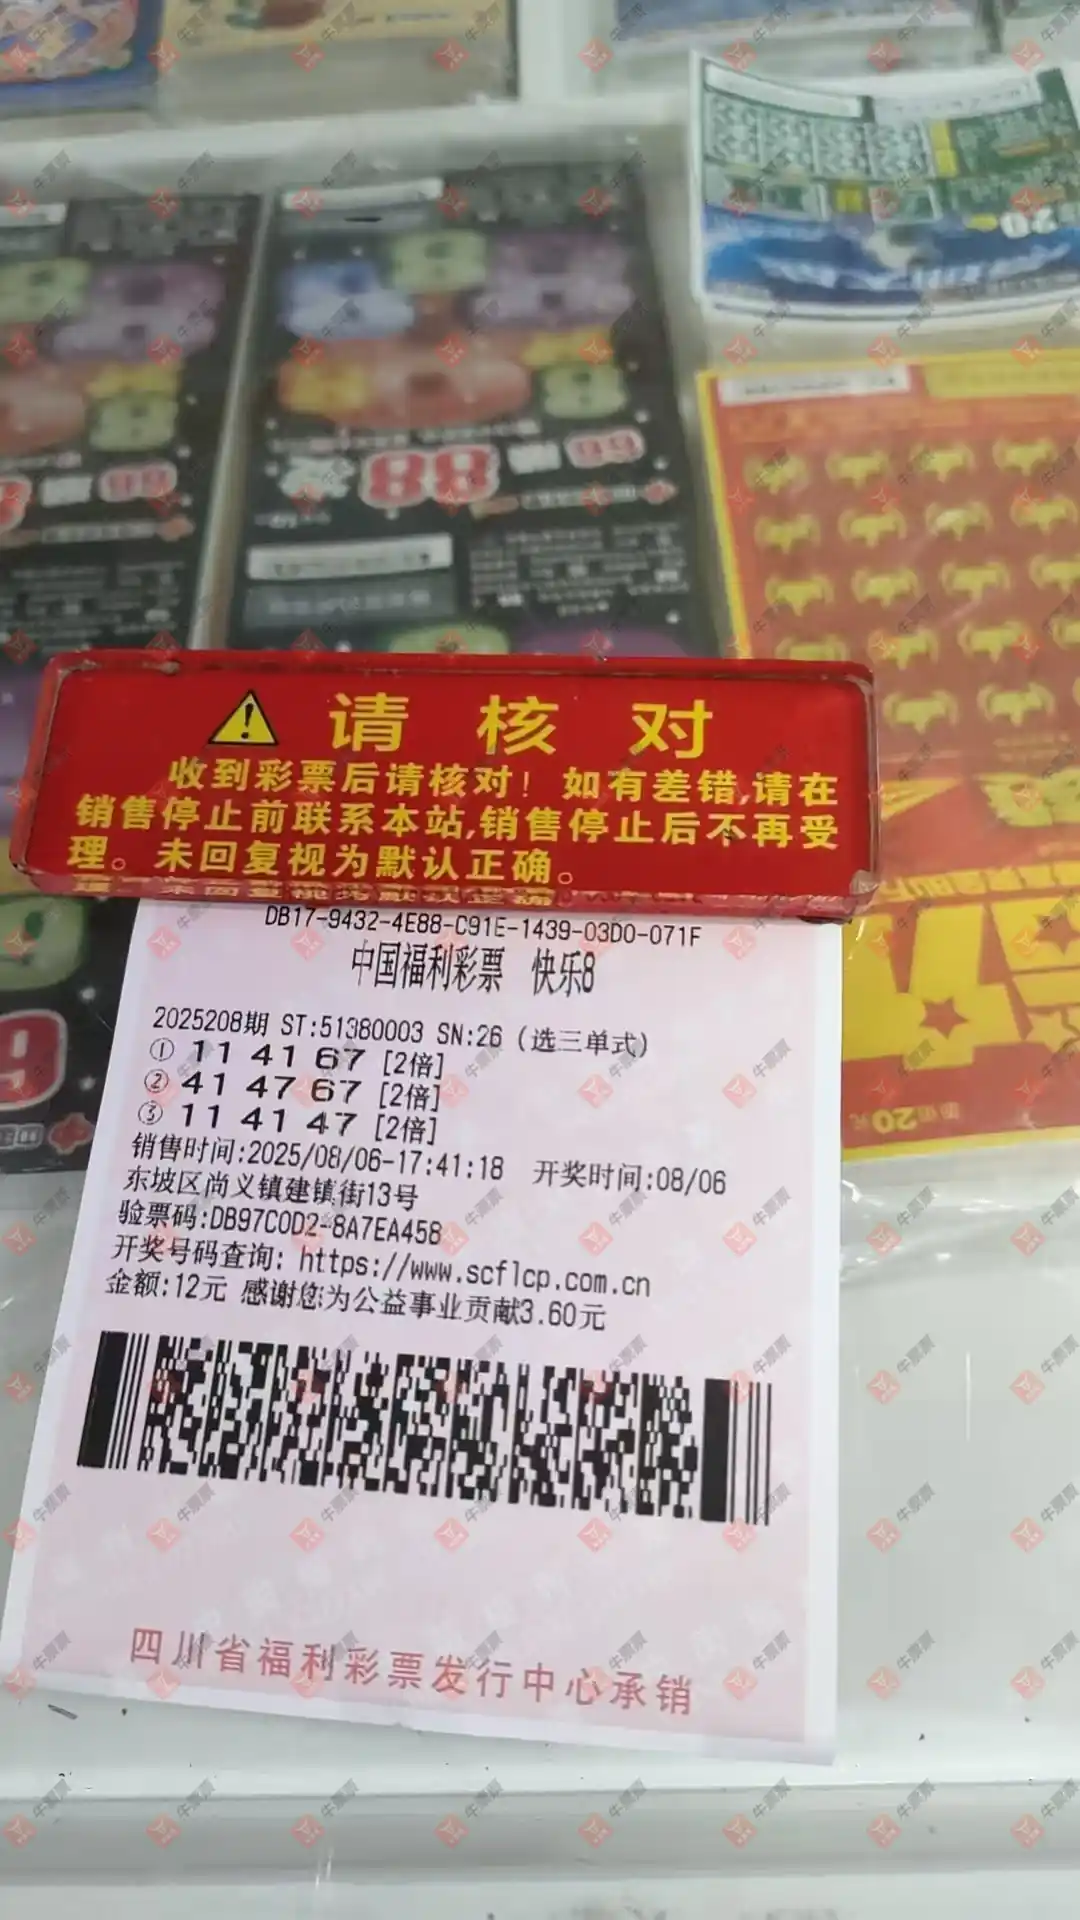 88
请核对
收到彩票后请核对！如有差错,请在
销售停止前联系本站,销售停止后不再受
理。未回复视为默认正确。
DB17-9432-4E88-C91E-1439-03D0-071F
中国福利彩票 快乐8
2025208期 ST:51380003 SN:26 (选三单式)
① 11 41 67 [2倍]
② 41 47 67 [2倍]
③ 11 41 47 [2倍]
销售时间:2025/08/06-17:41:18 开奖时间:08/06
东坡区尚义镇建镇街13号
验票码:DB97C0D2-8A7EA458
开奖号码查询: https://www.scflcp.com.cn
金额:12元 感谢您为公益事业贡献3.60元
四川省福利彩票发行中心承销
牛票票